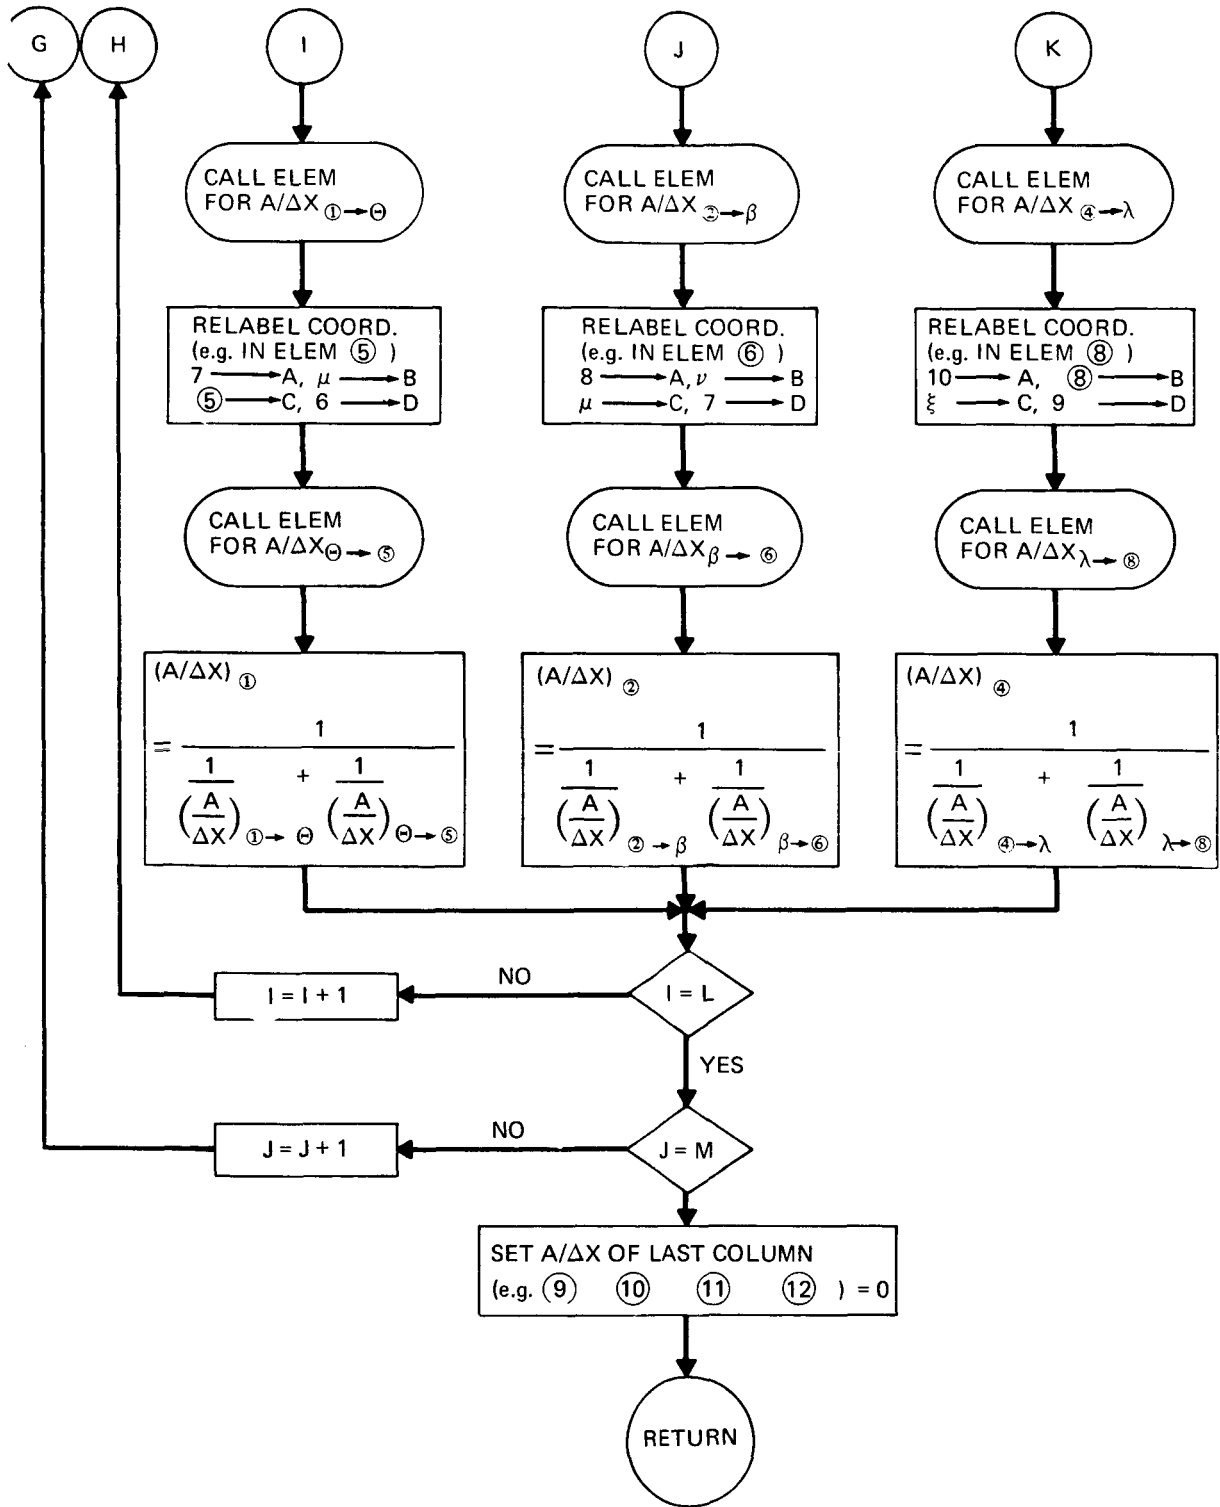 G H I J K
CALL ELEM
FOR A/ΔX ①→Θ
CALL ELEM
FOR A/ΔX ②→β
CALL ELEM
FOR A/ΔX ④→λ
RELABEL COORD.
(e.g. IN ELEM ⑤ )
7 → A, μ → B
⑤ → C, 6 → D
RELABEL COORD.
(e.g. IN ELEM ⑥ )
8 → A, ν → B
μ → C, 7 → D
RELABEL COORD.
(e.g. IN ELEM ⑧ )
10 → A, ⑧ → B
ξ → C, 9 → D
CALL ELEM
FOR A/ΔX Θ→⑤
CALL ELEM
FOR A/ΔX β→⑥
CALL ELEM
FOR A/ΔX λ→⑧
(A/ΔX) ①
= 1
1 + 1
(A/ΔX) ①→Θ (A/ΔX) Θ→⑤
(A/ΔX) ②
= 1
1 + 1
(A/ΔX) ②→β (A/ΔX) β→⑥
(A/ΔX) ④
= 1
1 + 1
(A/ΔX) ④→λ (A/ΔX) λ→⑧
I = I + 1
NO
I = L
YES
J = J + 1
NO
J = M
SET A/ΔX OF LAST COLUMN
(e.g. ⑨ ⑩ ⑪ ⑫ ) = 0
RETURN